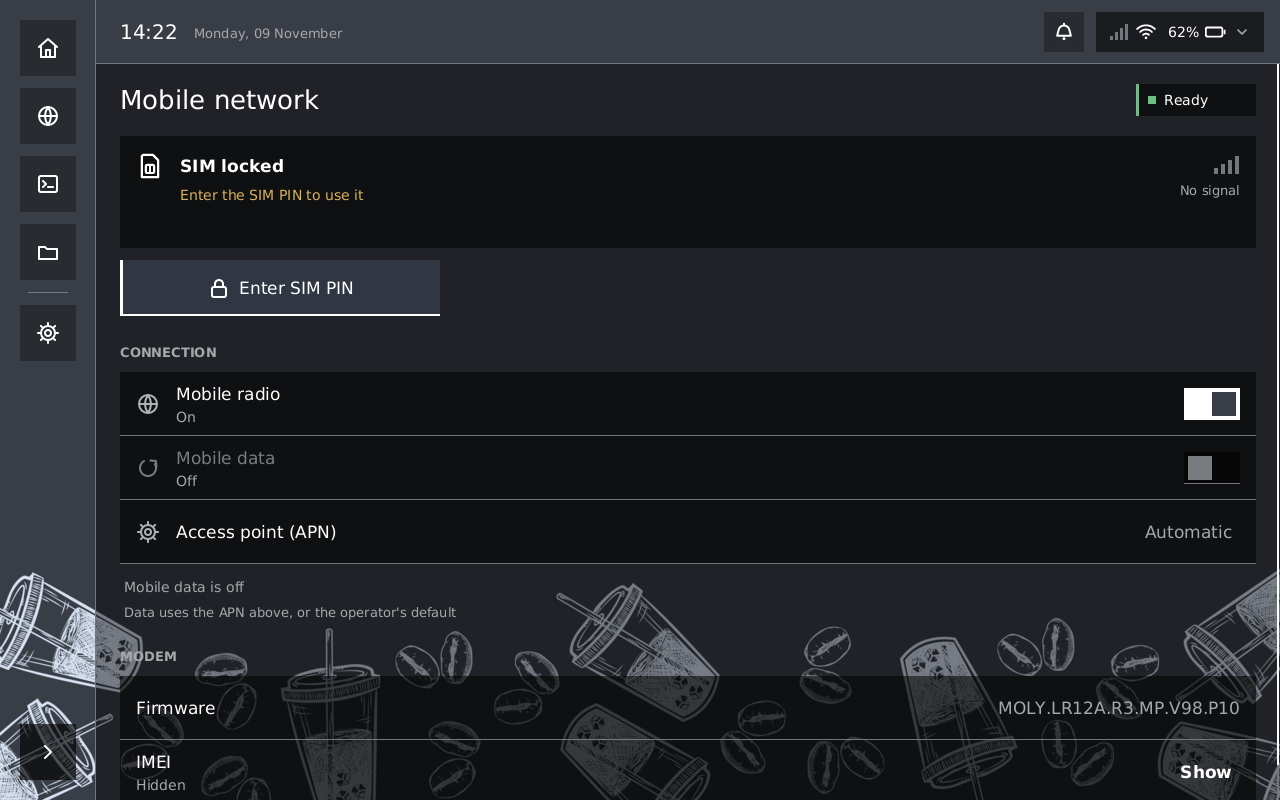 14:22 Monday, 09 November 62%
Mobile network
Ready
SIM locked
Enter the SIM PIN to use it
No signal
Enter SIM PIN
CONNECTION
Mobile radio
On
Mobile data
Off
Access point (APN) Automatic
Mobile data is off
Data uses the APN above, or the operator's default
MODEM
Firmware MOLY.LR12A.R3.MP.V98.P10
IMEI
Hidden
Show